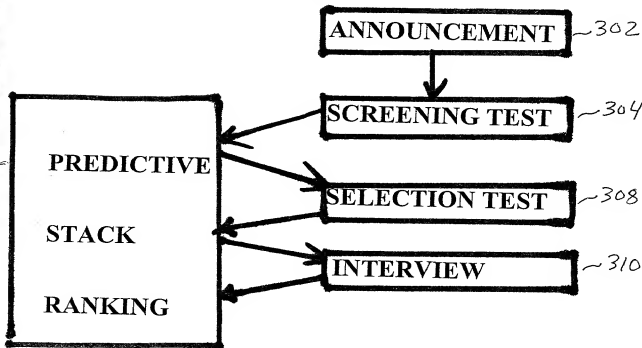 ANNOUNCEMENT ~302
SCREENING TEST ~304
PREDICTIVE
SELECTION TEST ~308
STACK
INTERVIEW ~310
RANKING